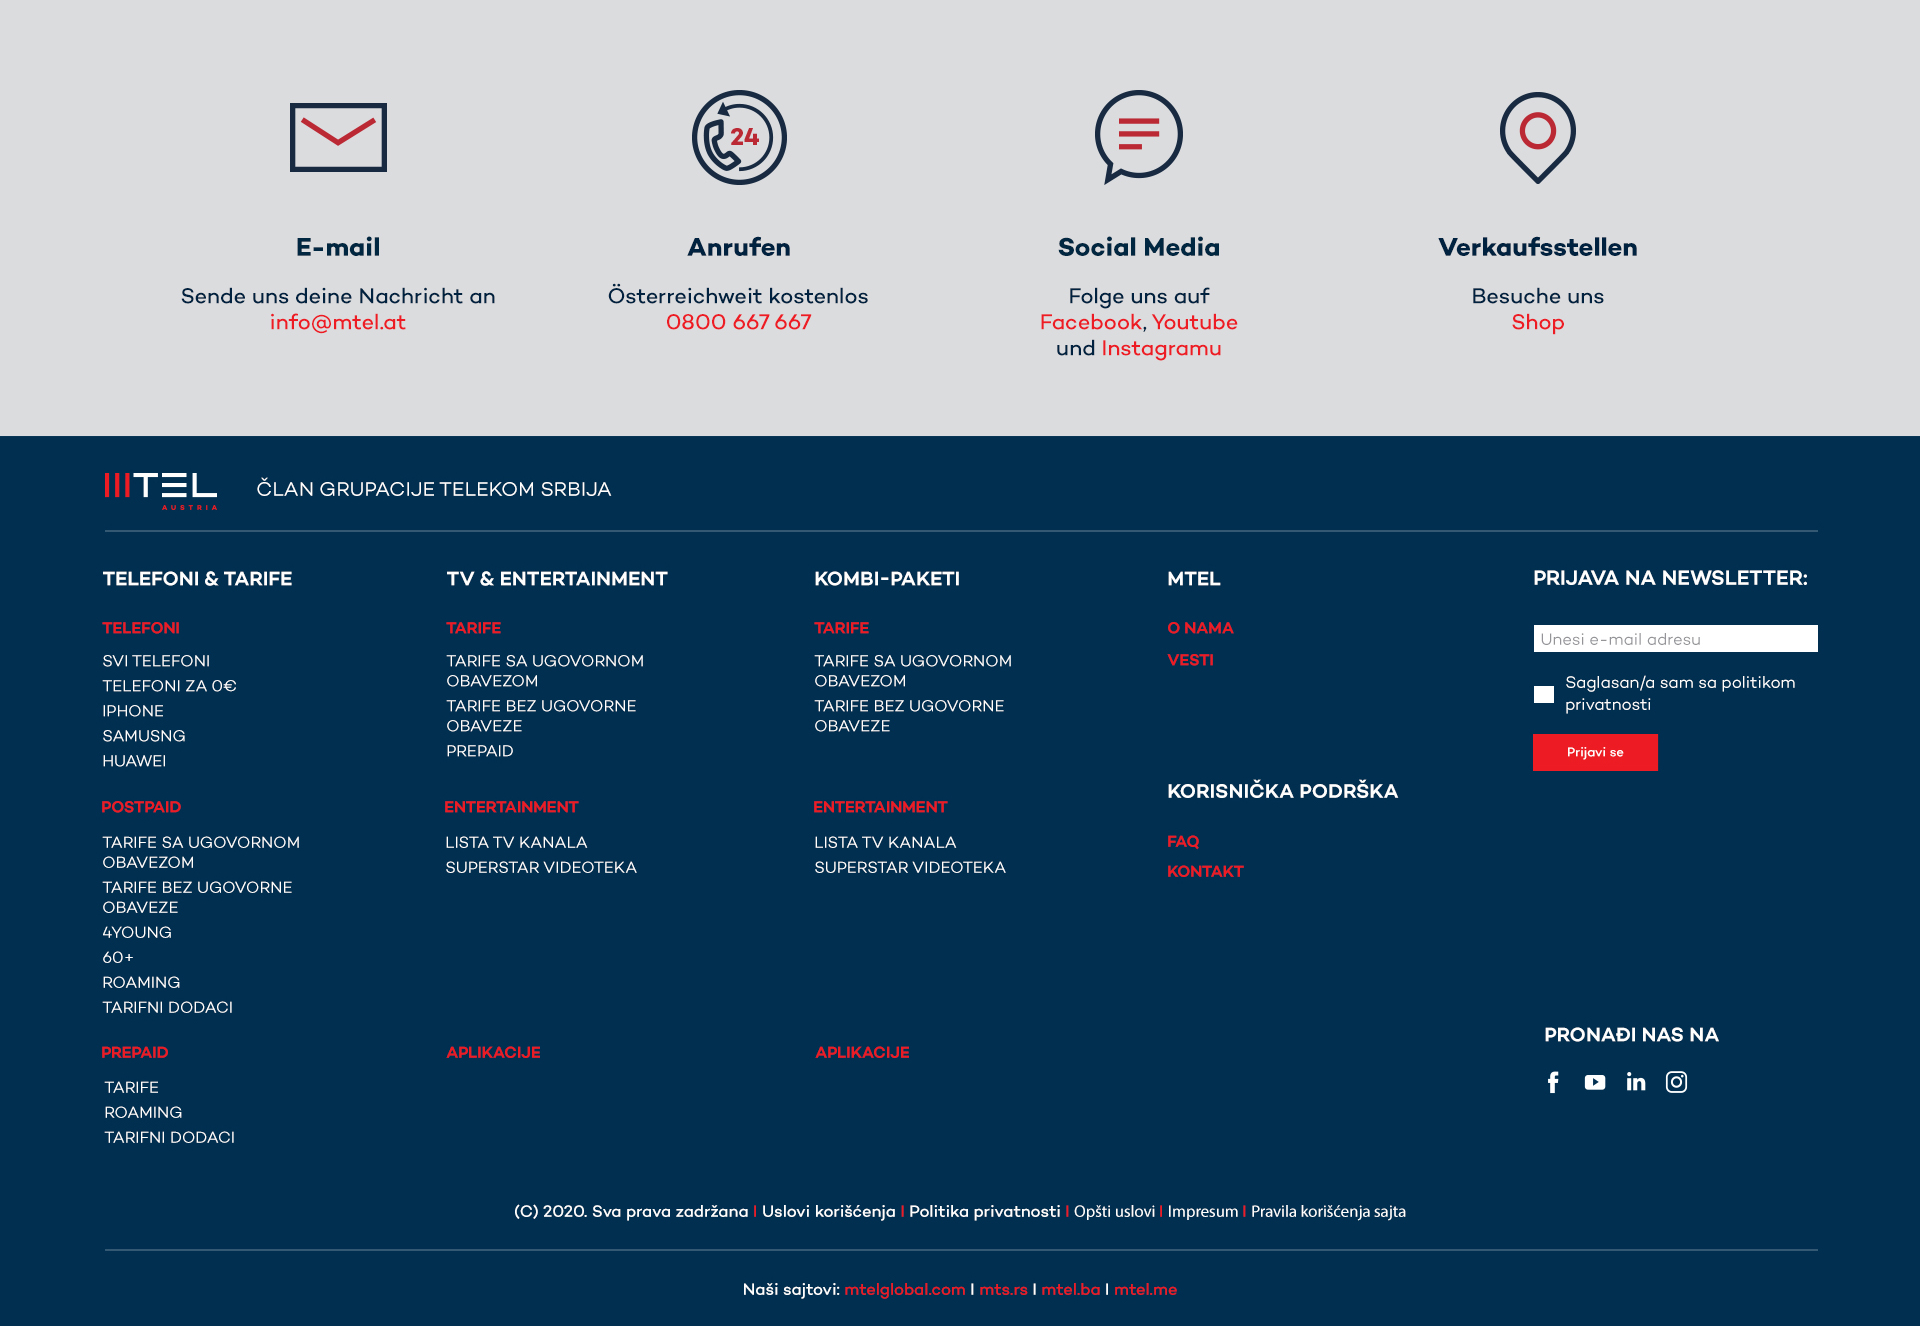 24
E-mail
Sende uns deine Nachricht an
info@mtel.at
Anrufen
Österreichweit kostenlos
0800 667 667
Social Media
Folge uns auf
Facebook, Youtube
und Instagramu
Verkaufsstellen
Besuche uns
Shop
MTEL
AUSTRIA
ČLAN GRUPACIJE TELEKOM SRBIJA
TELEFONI & TARIFE
TELEFONI
SVI TELEFONI
TELEFONI ZA 0€
IPHONE
SAMUSNG
HUAWEI
POSTPAID
TARIFE SA UGOVORNOM
OBAVEZOM
TARIFE BEZ UGOVORNE
OBAVEZE
4YOUNG
60+
ROAMING
TARIFNI DODACI
PREPAID
TARIFE
ROAMING
TARIFNI DODACI
TV & ENTERTAINMENT
TARIFE
TARIFE SA UGOVORNOM
OBAVEZOM
TARIFE BEZ UGOVORNE
OBAVEZE
PREPAID
ENTERTAINMENT
LISTA TV KANALA
SUPERSTAR VIDEOTEKA
APLIKACIJE
KOMBI-PAKETI
TARIFE
TARIFE SA UGOVORNOM
OBAVEZOM
TARIFE BEZ UGOVORNE
OBAVEZE
ENTERTAINMENT
LISTA TV KANALA
SUPERSTAR VIDEOTEKA
APLIKACIJE
MTEL
O NAMA
VESTI
KORISNIČKA PODRŠKA
FAQ
KONTAKT
PRIJAVA NA NEWSLETTER:
Unesi e-mail adresu
Saglasan/a sam sa politikom
privatnosti
Prijavi se
PRONAĐI NAS NA
(C) 2020. Sva prava zadržana I Uslovi korišćenja I Politika privatnosti I Opšti uslovi I Impresum I Pravila korišćenja sajta
Naši sajtovi: mtelglobal.com I mts.rs I mtel.ba I mtel.me